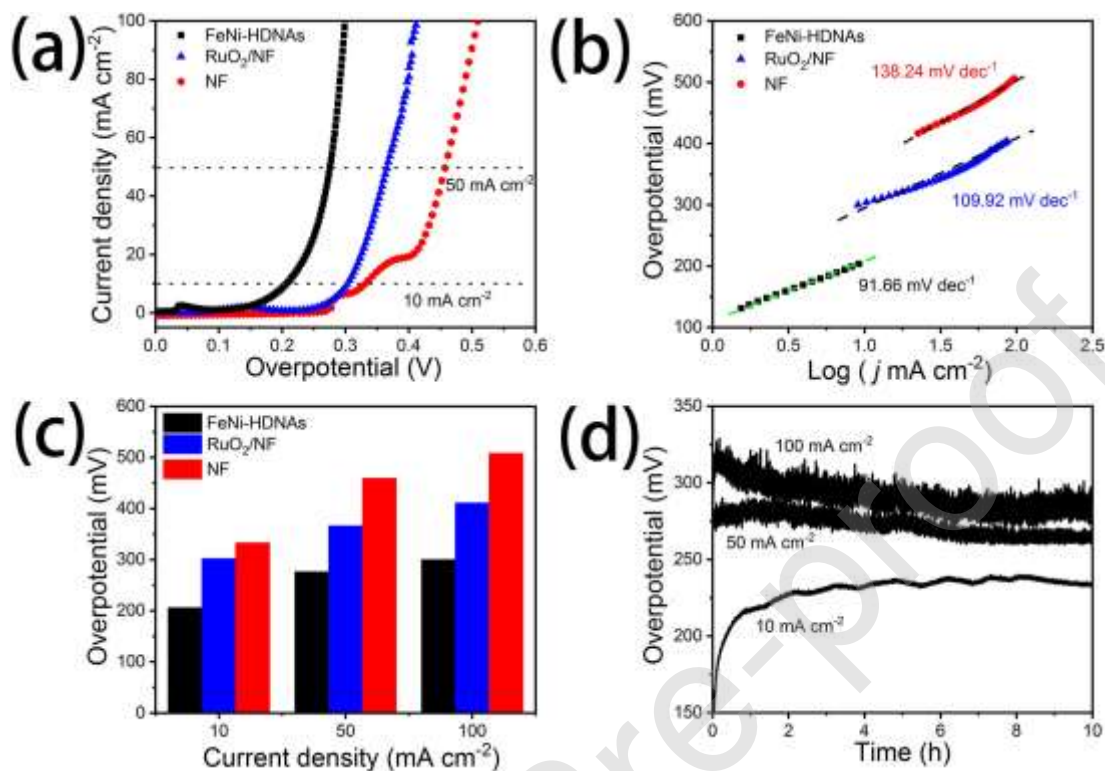 (a)
FeNi-HDNAs
RuO₂/NF
NF
50 mA cm⁻²
10 mA cm⁻²
100
80
60
40
20
0
Current density (mA cm⁻²)
0.0 0.1 0.2 0.3 0.4 0.5 0.6
Overpotential (V)
(b)
FeNi-HDNAs
RuO₂/NF
NF
138.24 mV dec⁻¹
109.92 mV dec⁻¹
91.66 mV dec⁻¹
600
500
400
300
200
100
Overpotential (mV)
0.0 0.5 1.0 1.5 2.0 2.5
Log ( j mA cm⁻²)
(c)
FeNi-HDNAs
RuO₂/NF
NF
600
500
400
300
200
100
0
Overpotential (mV)
10 50 100
Current density (mA cm⁻²)
(d)
100 mA cm⁻²
50 mA cm⁻²
10 mA cm⁻²
350
300
250
200
150
Overpotential (mV)
0 2 4 6 8 10
Time (h)
re-proof